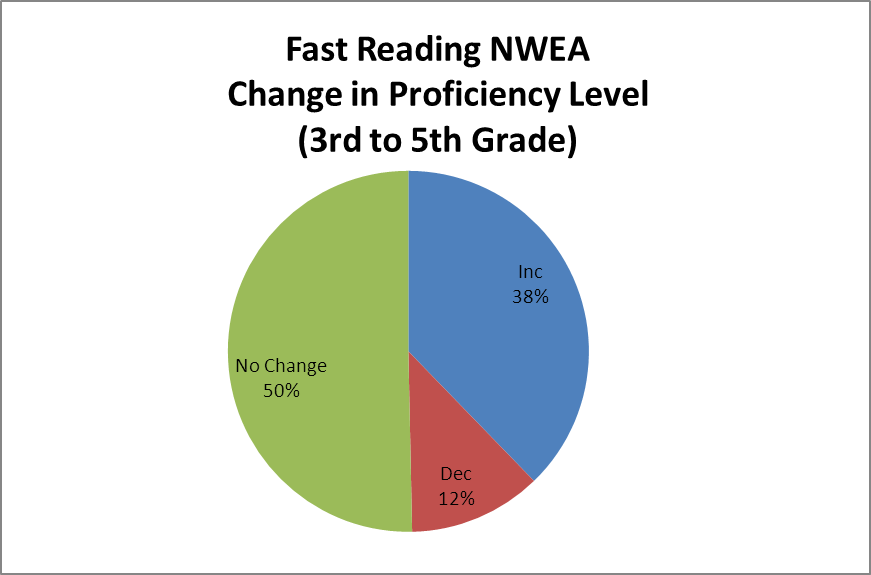 Fast Reading NWEA
Change in Proficiency Level
(3rd to 5th Grade)
Inc
38%
No Change
50%
Dec
12%